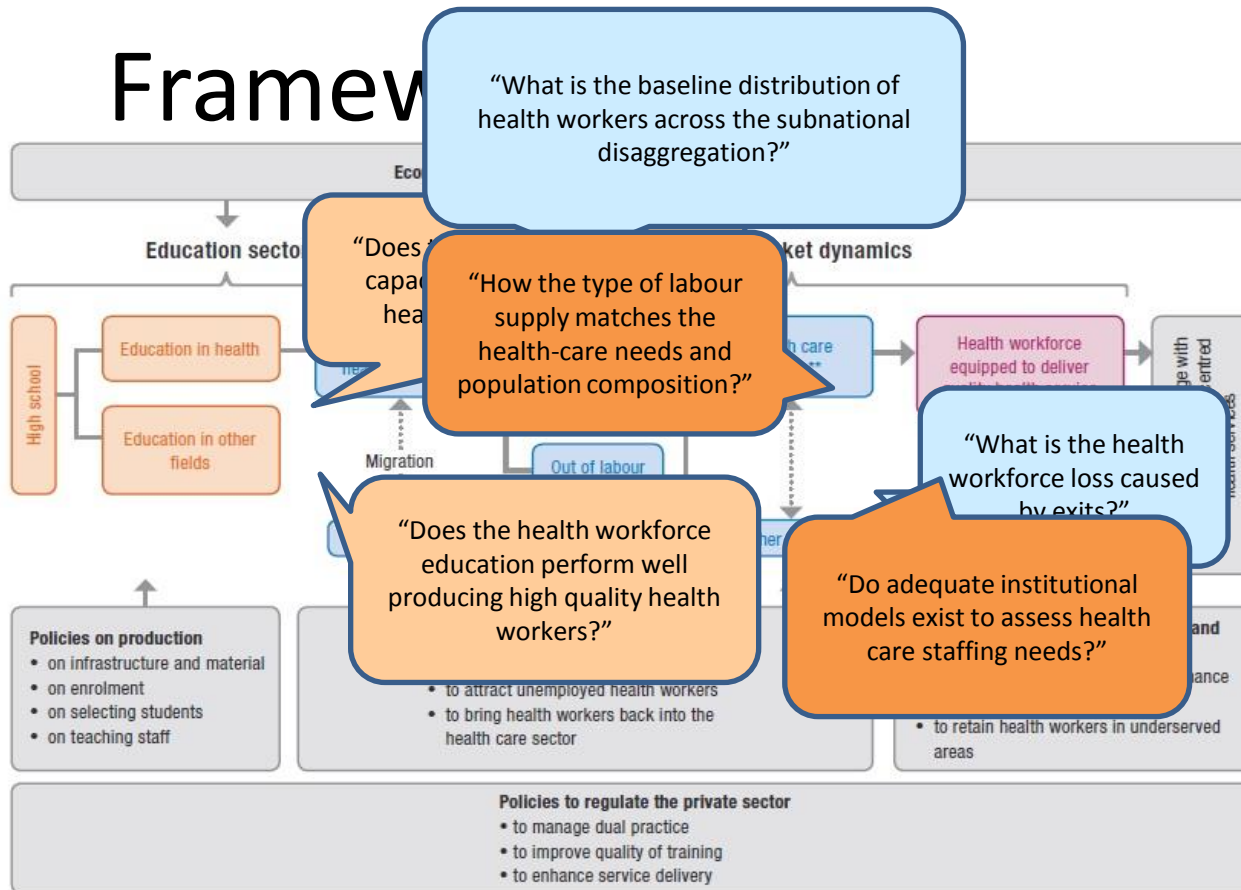 Framew
“What is the baseline distribution of
health workers across the subnational
disaggregation?”
Education
dynamics
“Does
“How the type of labour
supply matches the
health-care needs and
population composition?”
High school
Education in health
Education in other
fields
care
**
Health workforce
equipped to deliver
with
health services
Migration
Out of labour
“What is the health
workforce loss caused
by exits?”
“Does the health workforce
education perform well
producing high quality health
workers?”
“Do adequate institutional
models exist to assess health
care staffing needs?”
Policies on production
• on infrastructure and material
• on enrolment
• on selecting students
• on teaching staff
• to attract unemployed health workers
• to bring health workers back into the
health care sector
and
• to retain health workers in underserved
areas
Policies to regulate the private sector
• to manage dual practice
• to improve quality of training
• to enhance service delivery